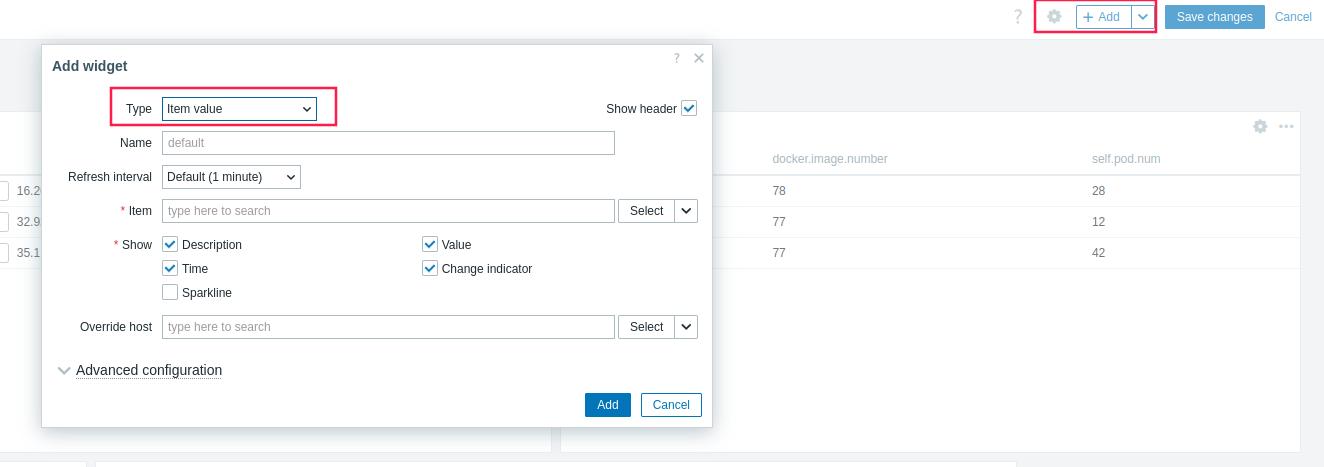 ?
+ Add
Save changes
Cancel
Add widget
?
Type
Item value
Show header
Name
default
Refresh interval
Default (1 minute)
docker.image.number
self.pod.num
78
28
* Item
type here to search
Select
32.9
77
12
* Show
Description
Value
35.1
77
42
Time
Change indicator
Sparkline
Override host
type here to search
Select
Advanced configuration
Add
Cancel